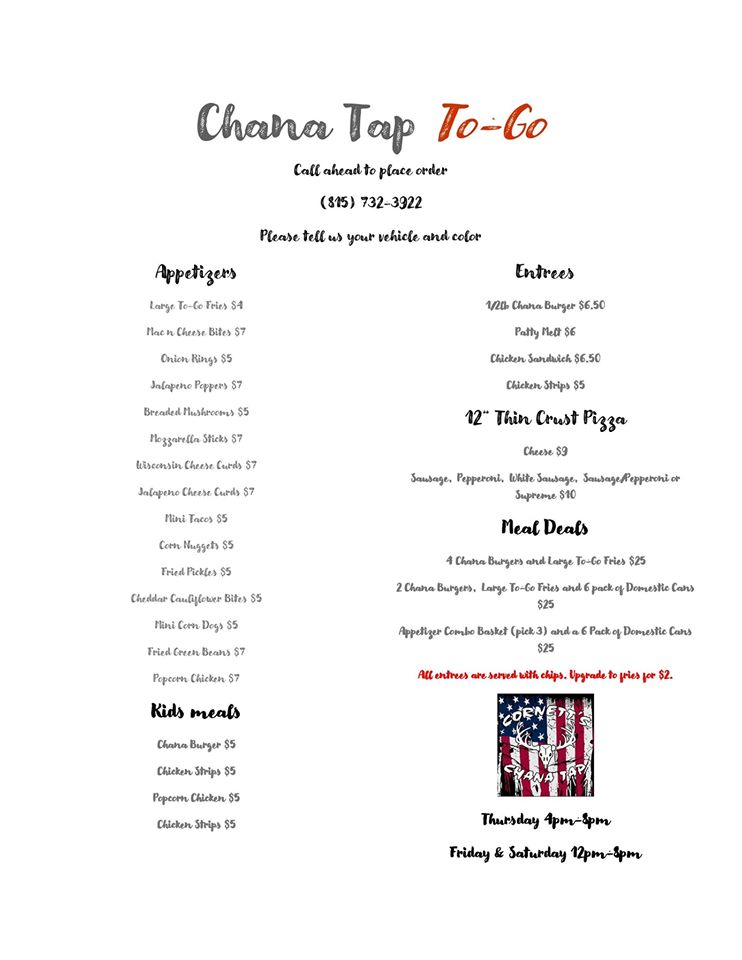 Chana Tap To-Go
Call ahead to place order
(815) 732-3922
Please tell us your vehicle and color
Appetizers
Large To-Go Fries $4
Mac n Cheese Bites $7
Onion Rings $5
Jalapeno Poppers $7
Breaded Mushrooms $5
Mozzarella Sticks $7
Wisconsin Cheese Curds $7
Jalapeno Cheese Curds $7
Mini Tacos $5
Corn Nuggets $5
Fried Pickles $5
Cheddar Cauliflower Bites $5
Mini Corn Dogs $5
Fried Green Beans $7
Popcorn Chicken $7
Kids meals
Chana Burger $5
Chicken Strips $5
Popcorn Chicken $5
Chicken Strips $5
Entrees
1/2lb Chana Burger $6.50
Patty Melt $6
Chicken Sandwich $6.50
Chicken Strips $5
12" Thin Crust Pizza
Cheese $9
Sausage, Pepperoni, White Sausage, Sausage/Pepperoni or
Supreme $10
Meal Deals
4 Chana Burgers and Large To-Go Fries $25
2 Chana Burgers, Large To-Go Fries and 6 pack of Domestic Cans
$25
Appetizer Combo Basket (pick 3) and a 6 Pack of Domestic Cans
$25
All entrees are served with chips. Upgrade to fries for $2.
CORNETT'S
CHANA TAP
Thursday 4pm-8pm
Friday & Saturday 12pm-8pm